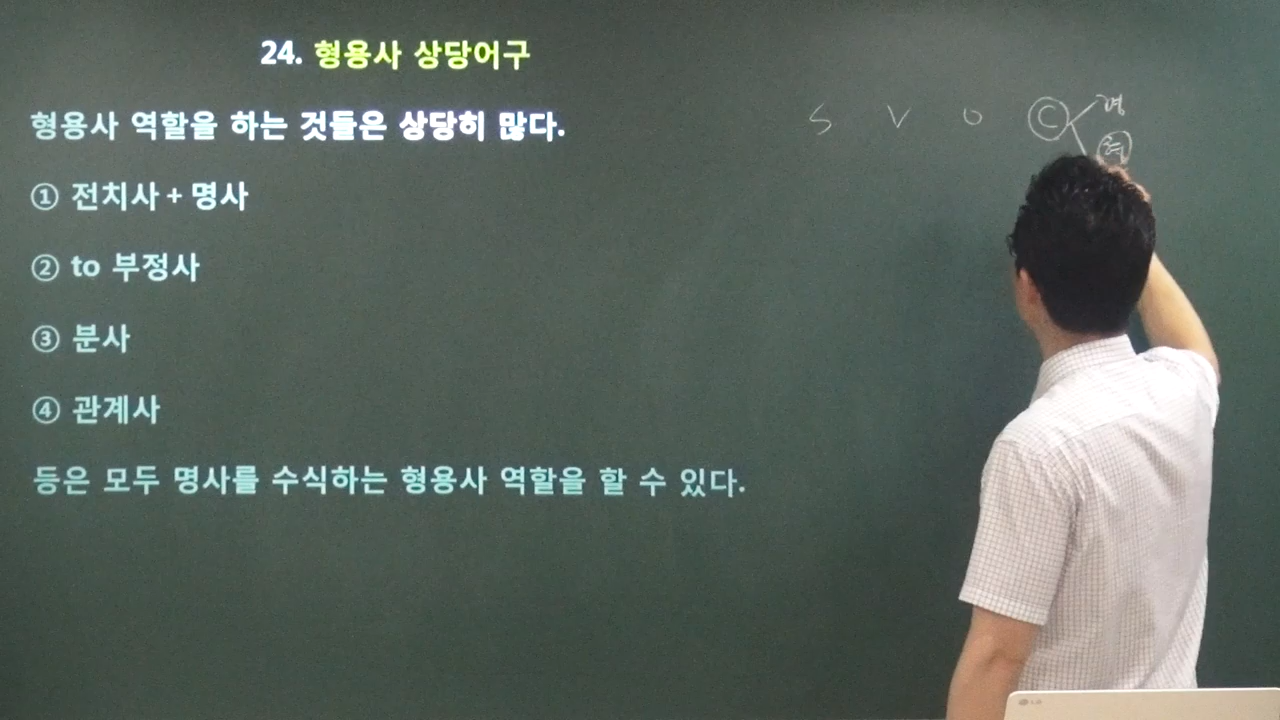 24. 형용사 상당어구
형용사 역할을 하는 것들은 상당히 많다.
① 전치사 + 명사
② to 부정사
③ 분사
④ 관계사
등은 모두 명사를 수식하는 형용사 역할을 할 수 있다.
S V O C 명
형
LG